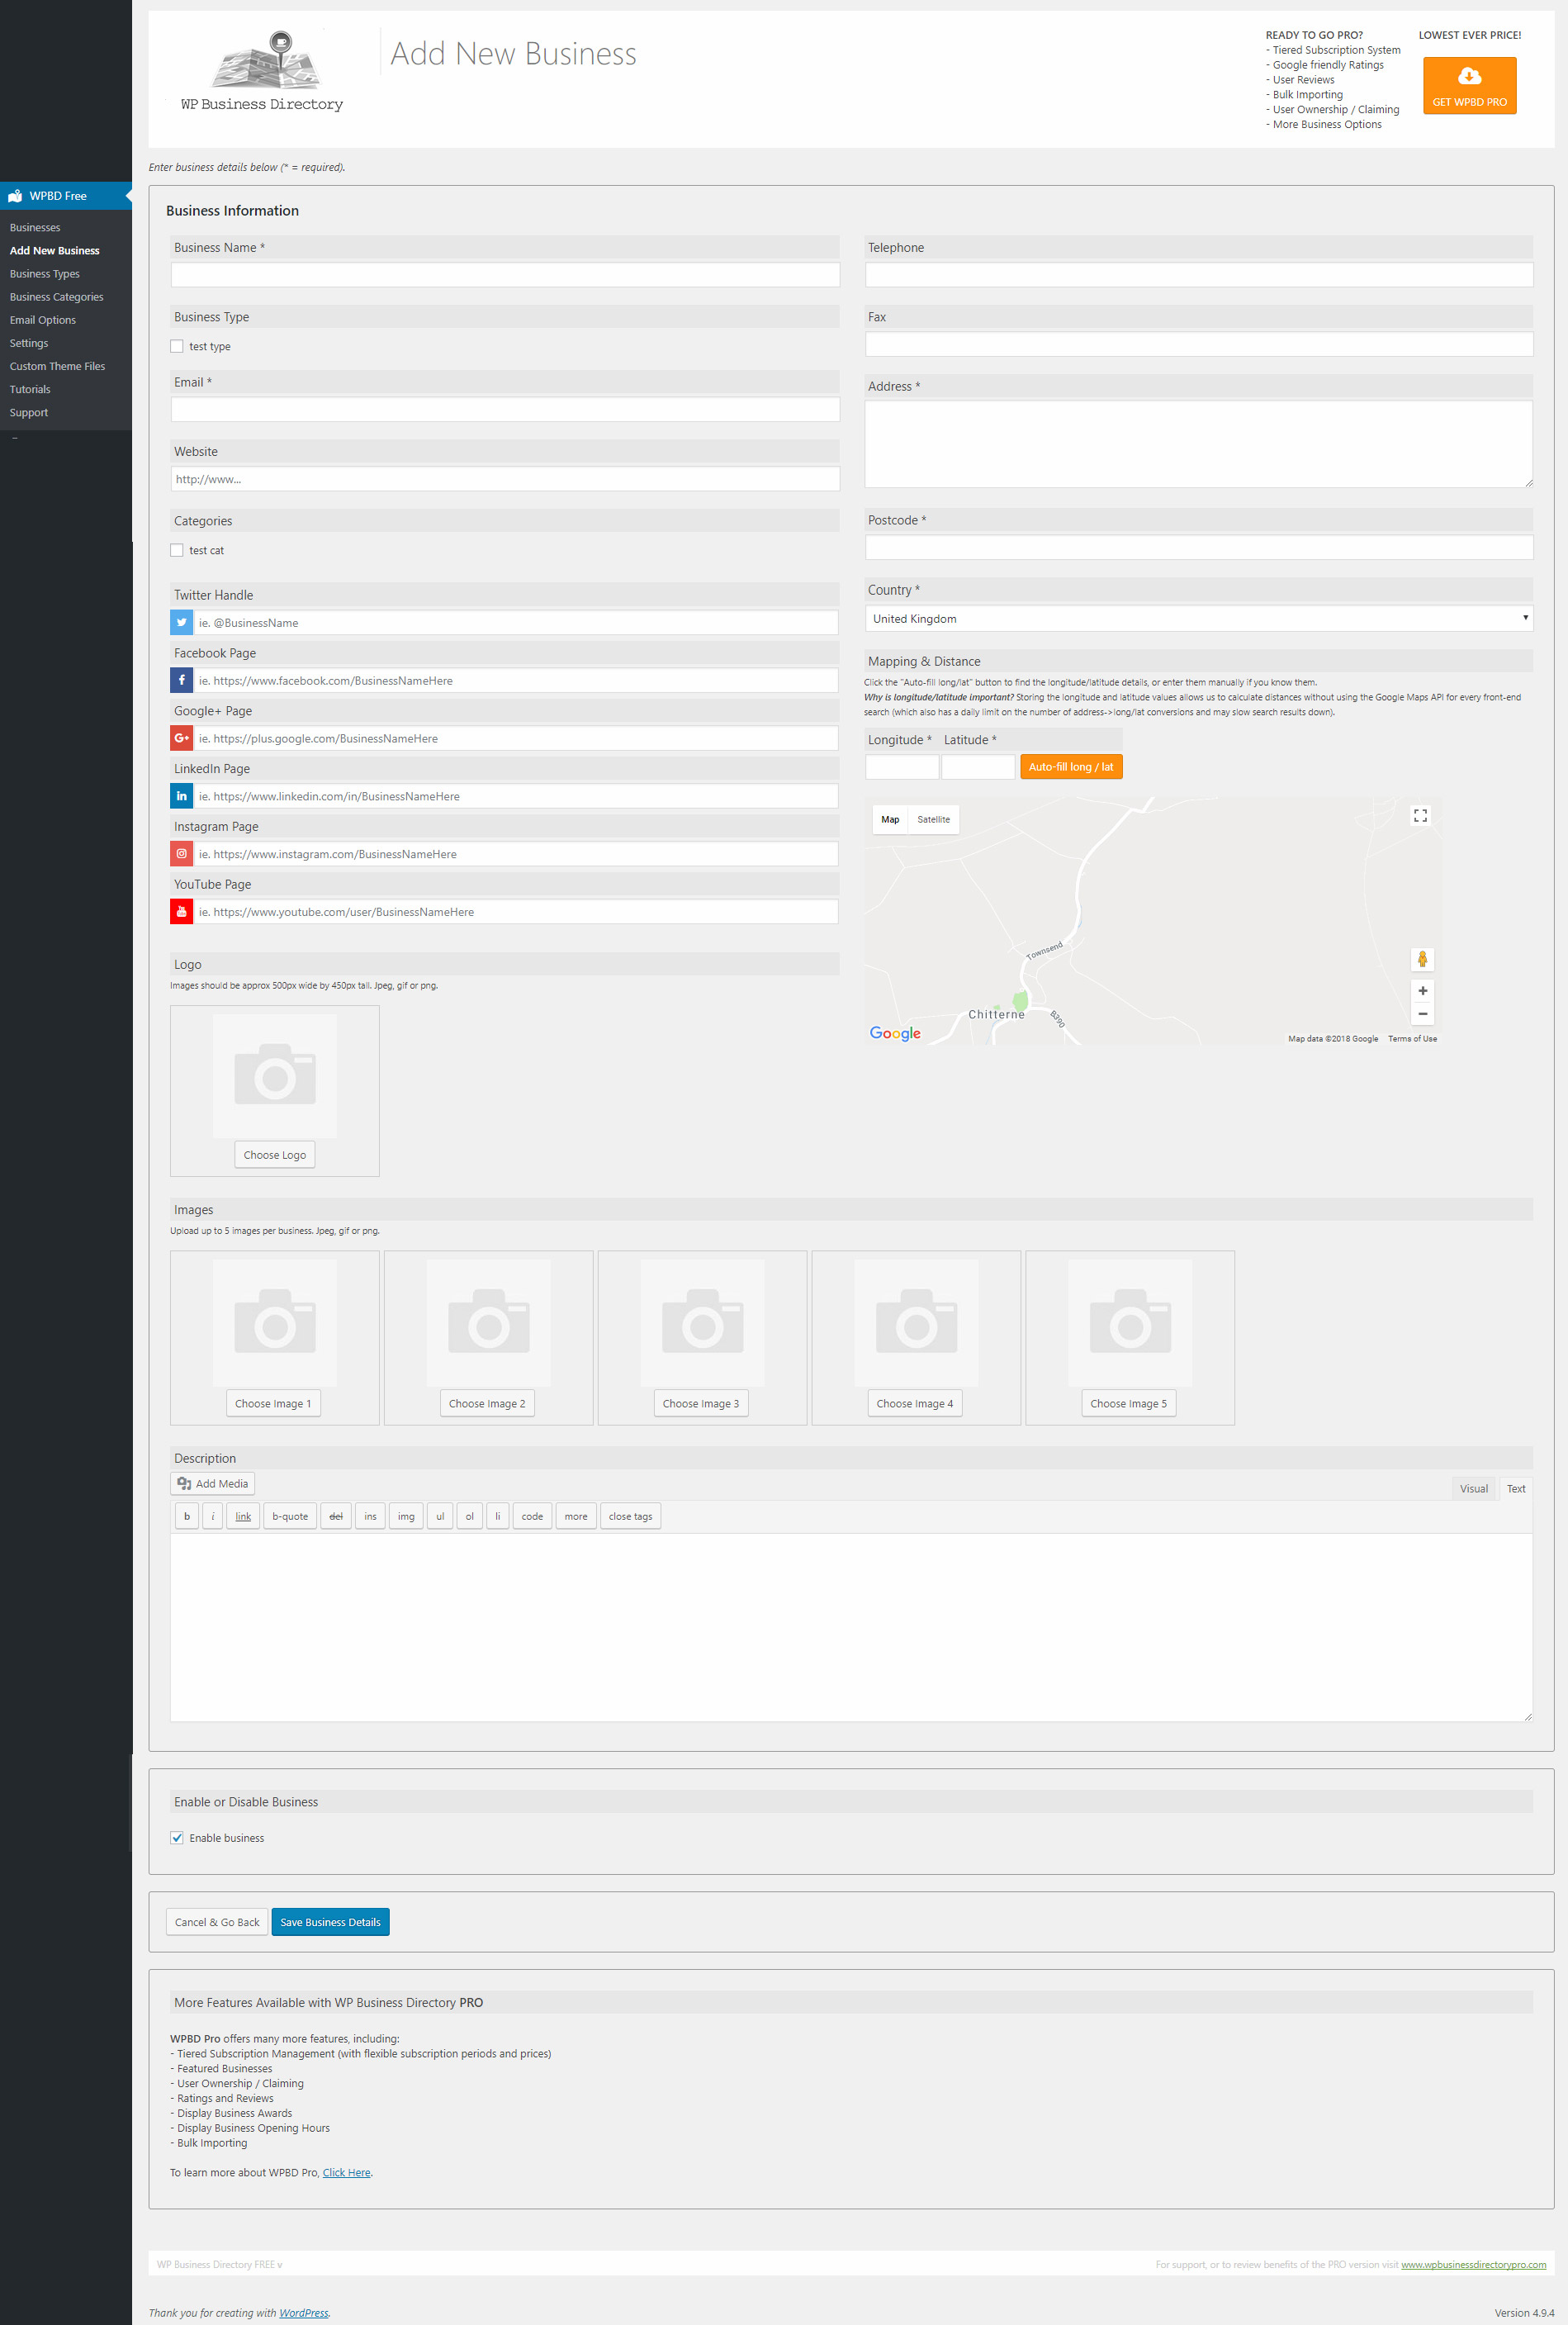 WP Business Directory
Add New Business
READY TO GO PRO?
- Tiered Subscription System
- Google friendly Ratings
- User Reviews
- Bulk Importing
- User Ownership / Claiming
- More Business Options
LOWEST EVER PRICE!
GET WPBD PRO
WPBD Free
Businesses
Add New Business
Business Types
Business Categories
Email Options
Settings
Custom Theme Files
Tutorials
Support
Enter business details below (* = required).
Business Information
Business Name *
Business Type
test type
Email *
Website
http://www...
Categories
test cat
Twitter Handle
ie. @BusinessName
Facebook Page
ie. https://www.facebook.com/BusinessNameHere
Google+ Page
G+
ie. https://plus.google.com/BusinessNameHere
LinkedIn Page
in
ie. https://www.linkedin.com/in/BusinessNameHere
Instagram Page
ie. https://www.instagram.com/BusinessNameHere
YouTube Page
ie. https://www.youtube.com/user/BusinessNameHere
Logo
Images should be approx 500px wide by 450px tall. Jpeg, gif or png.
Choose Logo
Telephone
Fax
Address *
Postcode *
Country *
United Kingdom
Mapping & Distance
Click the "Auto-fill long/lat" button to find the longitude/latitude details, or enter them manually if you know them.
Why is longitude/latitude important? Storing the longitude and latitude values allows us to calculate distances without using the Google Maps API for every front-end
search (which also has a daily limit on the number of address->long/lat conversions and may slow search results down).
Longitude * Latitude *
Auto-fill long / lat
Map Satellite
Townsend
Chitterne
B390
Google
Map data ©2018 Google Terms of Use
Images
Upload up to 5 images per business. Jpeg, gif or png.
Choose Image 1
Choose Image 2
Choose Image 3
Choose Image 4
Choose Image 5
Description
Add Media
Visual Text
b i link b-quote del ins img ul ol li code more close tags
Enable or Disable Business
Enable business
Cancel & Go Back
Save Business Details
More Features Available with WP Business Directory PRO
WPBD Pro offers many more features, including:
- Tiered Subscription Management (with flexible subscription periods and prices)
- Featured Businesses
- User Ownership / Claiming
- Ratings and Reviews
- Display Business Awards
- Display Business Opening Hours
- Bulk Importing
To learn more about WPBD Pro, Click Here.
WP Business Directory FREE v
For support, or to review benefits of the PRO version visit www.wpbusinessdirectorypro.com
Thank you for creating with WordPress.
Version 4.9.4